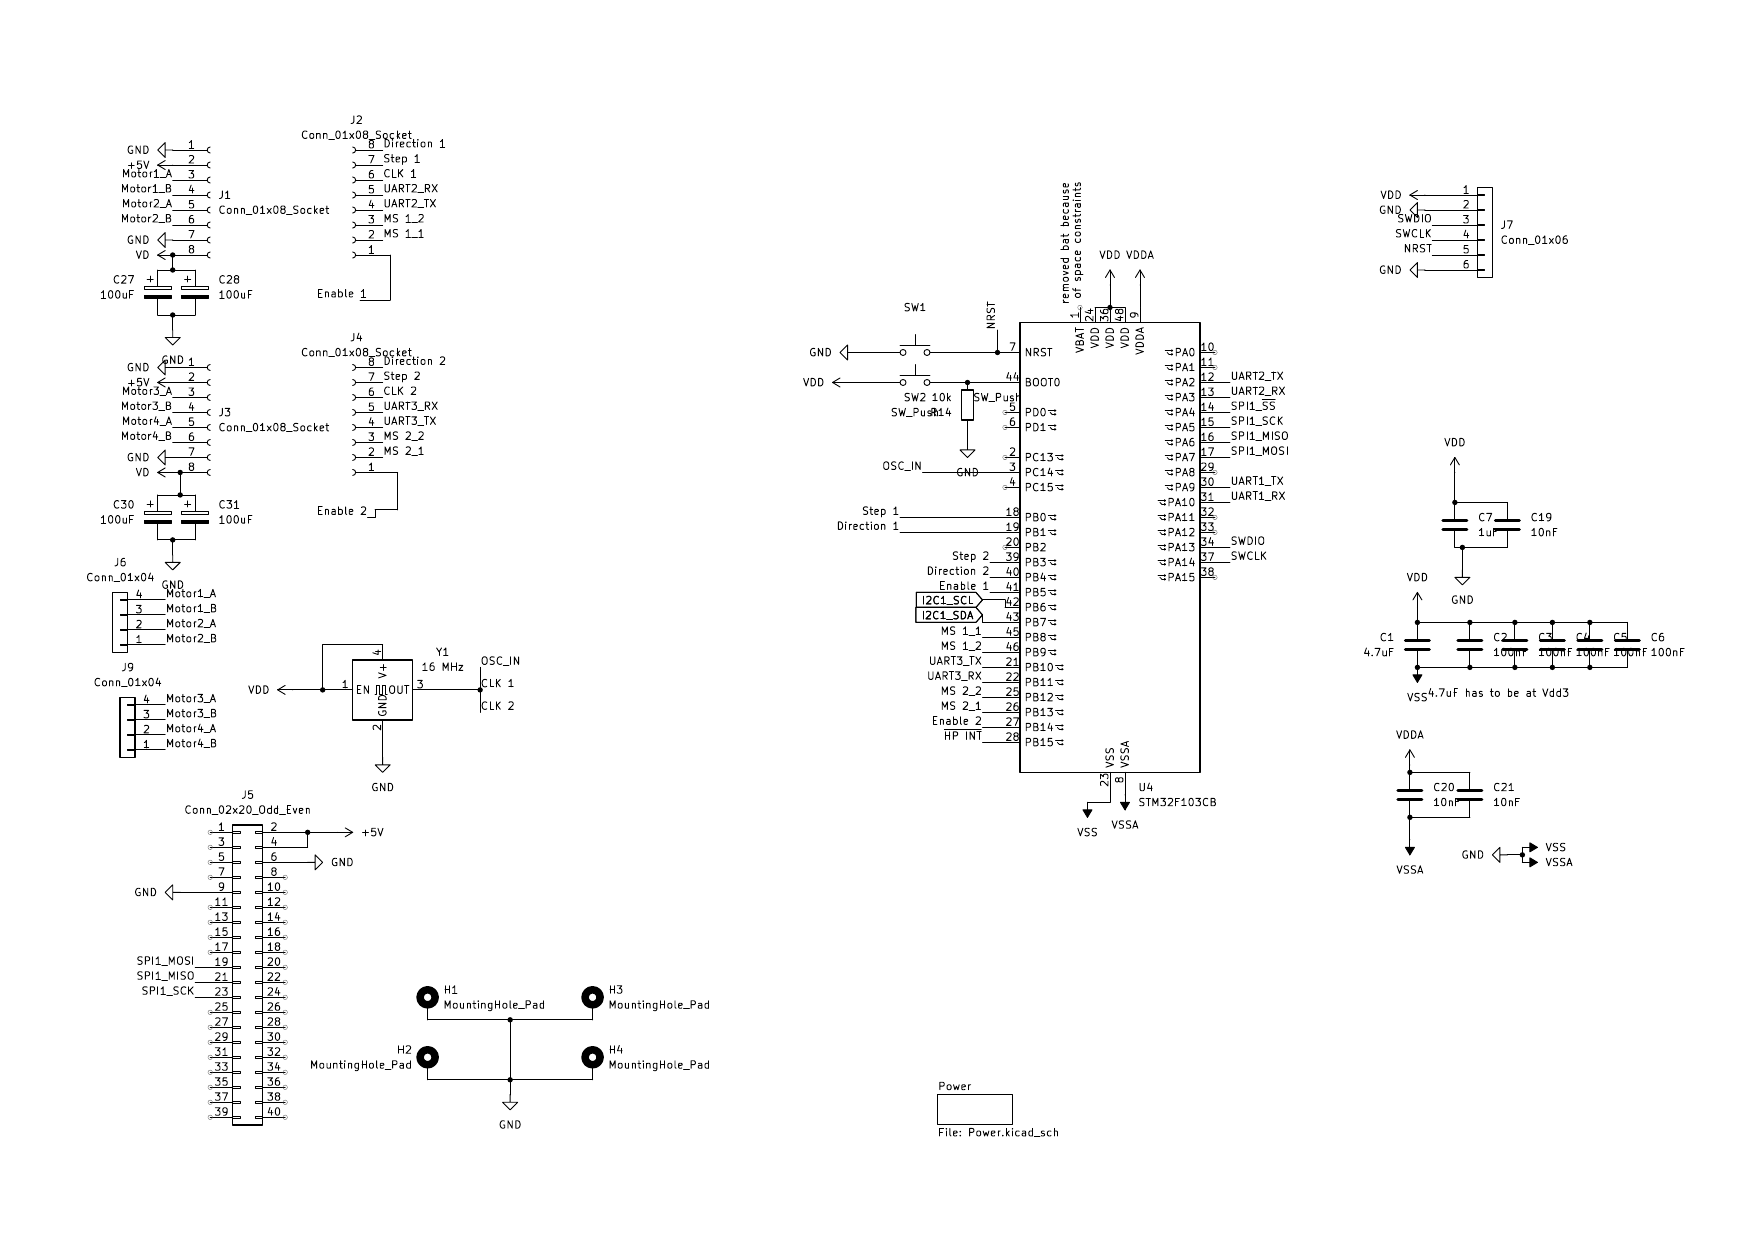 J2
Conn_01x08_Socket
GND 1
+5V 2
Motor1_A 3
Motor1_B 4
Motor2_A 5
Motor2_B 6
GND 7
VD 8
J1
Conn_01x08_Socket
8 Direction 1
7 Step 1
6 CLK 1
5 UART2_RX
4 UART2_TX
3 MS 1_2
2 MS 1_1
1
Enable 1
C27
100uF
+
+
C28
100uF
GND
J4
Conn_01x08_Socket
GND 1
+5V 2
Motor3_A 3
Motor3_B 4
Motor4_A 5
Motor4_B 6
GND 7
VD 8
J3
Conn_01x08_Socket
8 Direction 2
7 Step 2
6 CLK 2
5 UART3_RX
4 UART3_TX
3 MS 2_2
2 MS 2_1
1
Enable 2
C30
100uF
+
+
C31
100uF
GND
J6
Conn_01x04
4 Motor1_A
3 Motor1_B
2 Motor2_A
1 Motor2_B
J9
Conn_01x04
4 Motor3_A
3 Motor3_B
2 Motor4_A
1 Motor4_B
Y1
16 MHz
VDD
1 EN
4 V+
OUT 3
GND 2
OSC_IN
CLK 1
CLK 2
GND
J5
Conn_02x20_Odd_Even
1 2
+5V
3 4
5 6 GND
7 8
GND 9 10
11 12
13 14
15 16
17 18
SPI1_MOSI 19 20
SPI1_MISO 21 22
SPI1_SCK 23 24
25 26
27 28
29 30
31 32
33 34
35 36
37 38
39 40
H1
MountingHole_Pad
H3
MountingHole_Pad
H2
MountingHole_Pad
H4
MountingHole_Pad
GND
removed bat because
of space constraints
VDD VDDA
1 VBAT
24 VDD
36 VDD
48 VDD
9 VDDA
SW1
NRST
GND
7 NRST
VDD
44 BOOT0
SW2
SW_Push
10k
R14
SW_Push
GND
5 PD0
6 PD1
2 PC13
OSC_IN 3 PC14
4 PC15
Step 1 18 PB0
Direction 1 19 PB1
20 PB2
Step 2 39 PB3
Direction 2 40 PB4
Enable 1 41 PB5
I2C1_SCL 42 PB6
I2C1_SDA 43 PB7
MS 1_1 45 PB8
MS 1_2 46 PB9
UART3_TX 21 PB10
UART3_RX 22 PB11
MS 2_2 25 PB12
MS 2_1 26 PB13
Enable 2 27 PB14
HP INT 28 PB15
PA0 10
PA1 11
PA2 12 UART2_TX
PA3 13 UART2_RX
PA4 14 SPI1_SS
PA5 15 SPI1_SCK
PA6 16 SPI1_MISO
PA7 17 SPI1_MOSI
PA8 29
PA9 30 UART1_TX
PA10 31 UART1_RX
PA11 32
PA12 33
PA13 34 SWDIO
PA14 37 SWCLK
PA15 38
VSS 23
VSSA 8
VSS
VSSA
U4
STM32F103CB
Power
File: Power.kicad_sch
VDD 1
GND 2
SWDIO 3
SWCLK 4
NRST 5
GND 6
J7
Conn_01x06
VDD
C7
1uF
C19
10nF
GND
VDD
C1
4.7uF
C2
100nF
C3
100nF
C4
100nF
C5
100nF
C6
100nF
VSS
4.7uF has to be at Vdd3
VDDA
C20
10nF
C21
10nF
VSSA
GND
VSS
VSSA